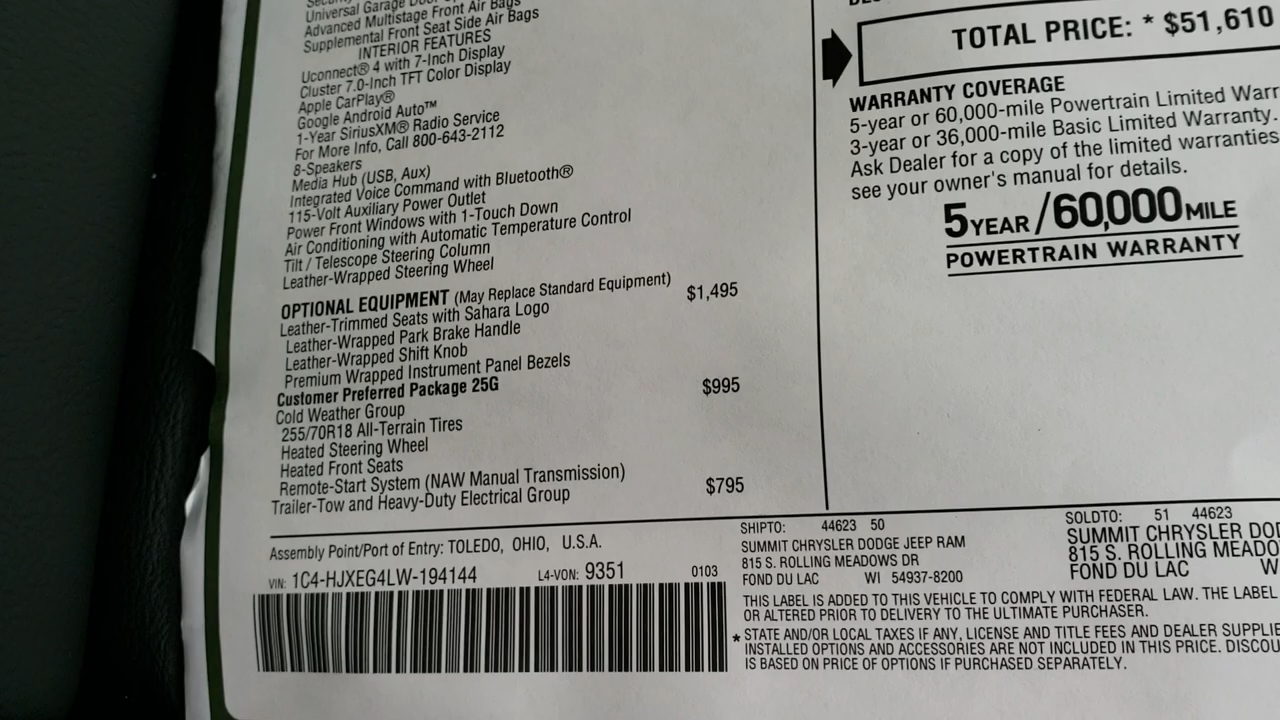 Universal Garage
Advanced Multistage Front Air Bags
Supplemental Front Seat Side Air Bags
INTERIOR FEATURES
Uconnect® 4 with 7-Inch Display
Cluster 7.0-Inch TFT Color Display
Apple CarPlay®
Google Android Auto™
1-Year SiriusXM® Radio Service
For More Info, Call 800-643-2112
8-Speakers
Media Hub (USB, Aux)
Integrated Voice Command with Bluetooth®
115-Volt Auxiliary Power Outlet
Power Front Windows with 1-Touch Down
Air Conditioning with Automatic Temperature Control
Tilt / Telescope Steering Column
Leather-Wrapped Steering Wheel
OPTIONAL EQUIPMENT (May Replace Standard Equipment)
Leather-Trimmed Seats with Sahara Logo $1,495
Leather-Wrapped Park Brake Handle
Leather-Wrapped Shift Knob
Premium Wrapped Instrument Panel Bezels
Customer Preferred Package 25G
Cold Weather Group $995
255/70R18 All-Terrain Tires
Heated Steering Wheel
Heated Front Seats
Remote-Start System (NAW Manual Transmission)
Trailer-Tow and Heavy-Duty Electrical Group $795
TOTAL PRICE: * $51,610
WARRANTY COVERAGE
5-year or 60,000-mile Powertrain Limited Warr
3-year or 36,000-mile Basic Limited Warranty.
Ask Dealer for a copy of the limited warranties
see your owner's manual for details.
5 YEAR / 60,000 MILE
POWERTRAIN WARRANTY
Assembly Point/Port of Entry: TOLEDO, OHIO, U.S.A.
VIN: 1C4-HJXEG4LW-194144 L4-VON: 9351 0103
SHIPTO: 44623 50
SUMMIT CHRYSLER DODGE JEEP RAM
815 S. ROLLING MEADOWS DR
FOND DU LAC WI 54937-8200
SOLDTO: 51 44623
SUMMIT CHRYSLER DOD
815 S. ROLLING MEADO
FOND DU LAC W
THIS LABEL IS ADDED TO THIS VEHICLE TO COMPLY WITH FEDERAL LAW. THE LABEL
OR ALTERED PRIOR TO DELIVERY TO THE ULTIMATE PURCHASER.
* STATE AND/OR LOCAL TAXES IF ANY, LICENSE AND TITLE FEES AND DEALER SUPPLIE
INSTALLED OPTIONS AND ACCESSORIES ARE NOT INCLUDED IN THIS PRICE. DISCOU
IS BASED ON PRICE OF OPTIONS IF PURCHASED SEPARATELY.